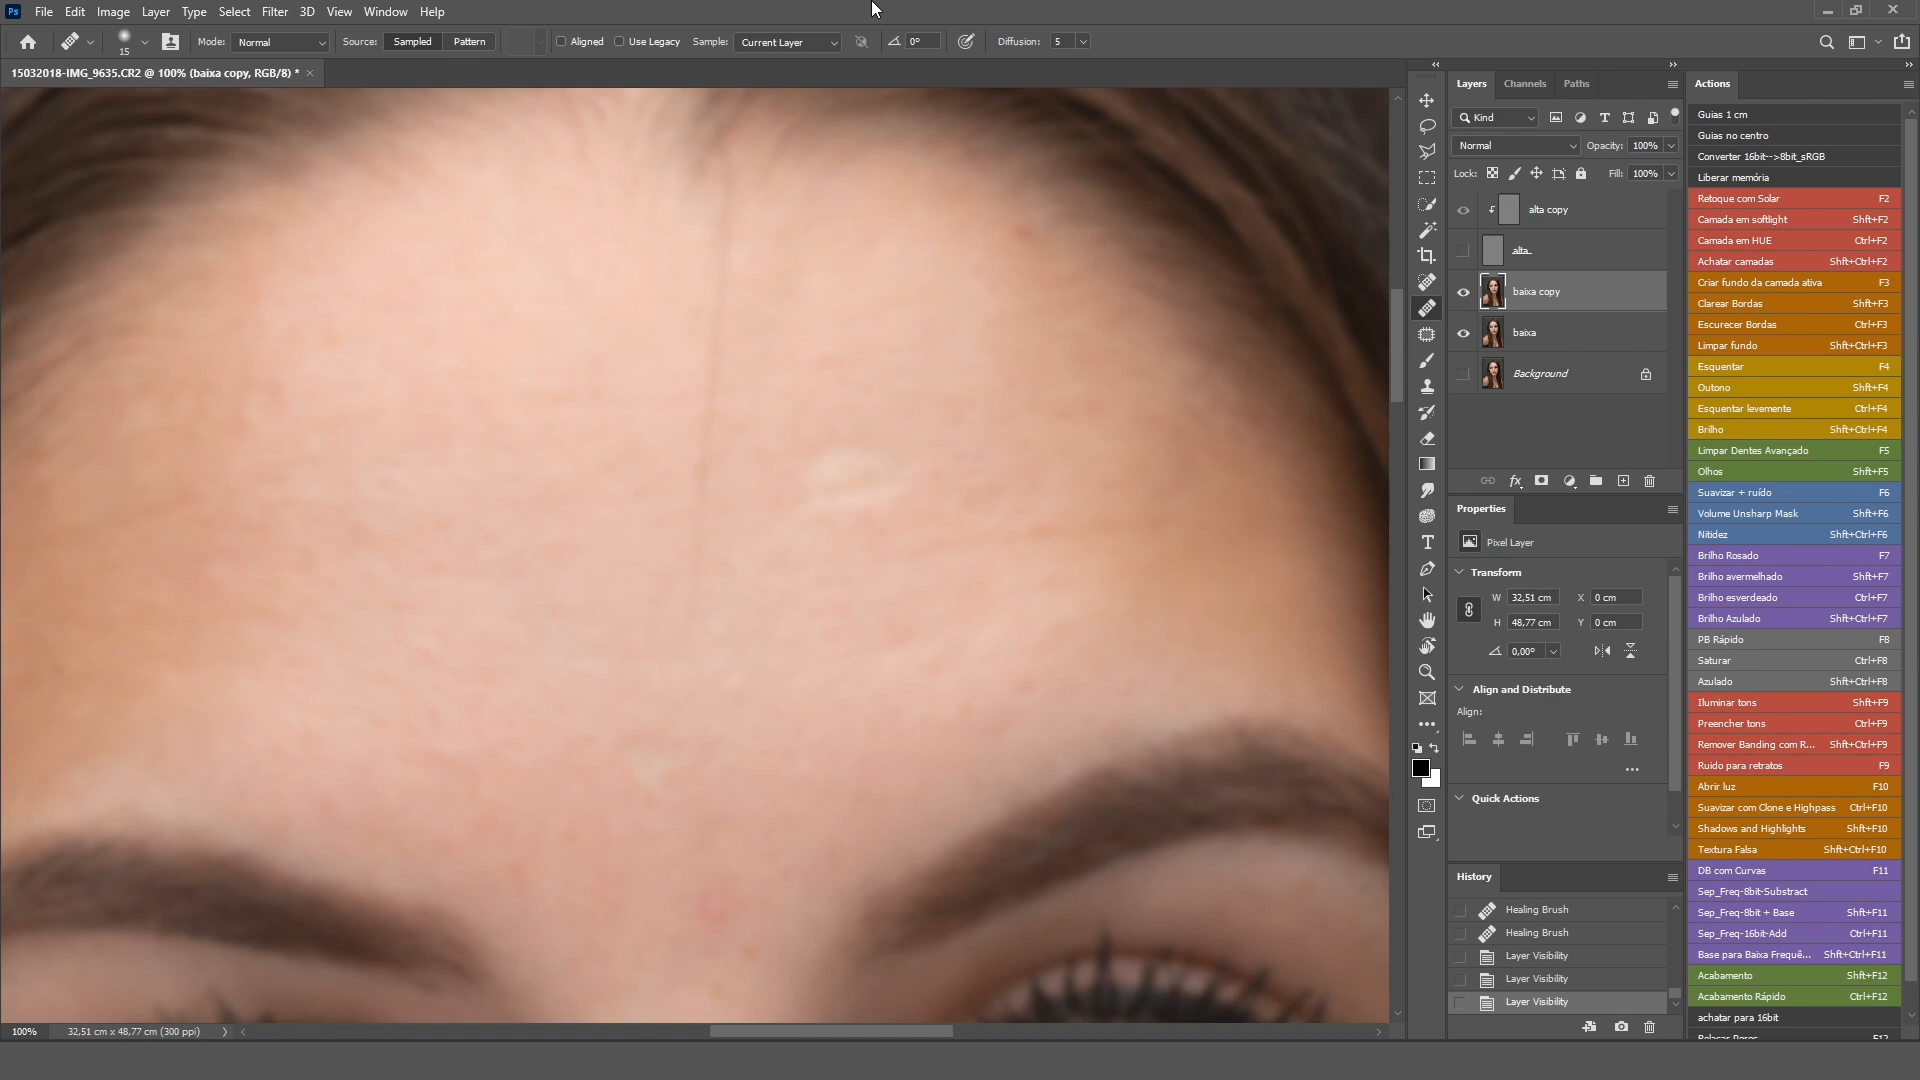 Ps File Edit Image Layer Type Select Filter 3D View Window Help
15 Mode: Normal Source: Sampled Pattern Aligned Use Legacy Sample: Current Layer 0° Diffusion: 5
15032018-IMG_9635.CR2 @ 100% (baixa copy, RGB/8) * ×
Layers Channels Paths
Kind
Normal Opacity: 100%
Lock: Fill: 100%
alta copy
alta
baixa copy
baixa
Background
fx
Properties
Pixel Layer
Transform
W 32,51 cm X 0 cm
H 48,77 cm Y 0 cm
0,00°
Align and Distribute
Align:
Quick Actions
History
Healing Brush
Healing Brush
Layer Visibility
Layer Visibility
Layer Visibility
Actions
Guias 1 cm
Guias no centro
Converter 16bit-->8bit_sRGB
Liberar memória
Retoque com Solar F2
Camada em softlight Shft+F2
Camada em HUE Ctrl+F2
Achatar camadas Shft+Ctrl+F2
Criar fundo da camada ativa F3
Clarear Bordas Shft+F3
Escurecer Bordas Ctrl+F3
Limpar fundo Shft+Ctrl+F3
Esquentar F4
Outono Shft+F4
Esquentar levemente Ctrl+F4
Brilho Shft+Ctrl+F4
Limpar Dentes Avançado F5
Olhos Shft+F5
Suavizar + ruído F6
Volume Unsharp Mask Shft+F6
Nitidez Shft+Ctrl+F6
Brilho Rosado F7
Brilho avermelhado Shft+F7
Brilho esverdeado Ctrl+F7
Brilho Azulado Shft+Ctrl+F7
PB Rápido F8
Saturar Ctrl+F8
Azulado Shft+Ctrl+F8
Iluminar tons Shft+F9
Preencher tons Ctrl+F9
Remover Banding com R... Shft+Ctrl+F9
Ruido para retratos F9
Abrir luz F10
Suavizar com Clone e Highpass Ctrl+F10
Shadows and Highlights Shft+F10
Textura Falsa Shft+Ctrl+F10
DB com Curvas F11
Sep_Freq-8bit-Substract
Sep_Freq-8bit + Base Shft+F11
Sep_Freq-16bit-Add Ctrl+F11
Base para Baixa Frequê... Shft+Ctrl+F11
Acabamento Shft+F12
Acabamento Rápido Ctrl+F12
achatar para 16bit
100% 32,51 cm x 48,77 cm (300 ppi)